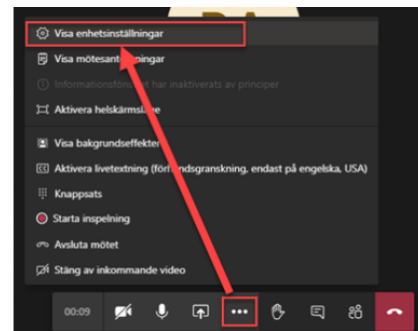 Visa enhetsinställningar
Visa mötesanteckningar
Informationsfönstret har inaktiverats av principer
Aktivera helskärmsläge
Visa bakgrundseffekter
Aktivera livetextning (förhandsgranskning, endast på engelska, USA)
Knappsats
Starta inspelning
Avsluta mötet
Stäng av inkommande video
00:09